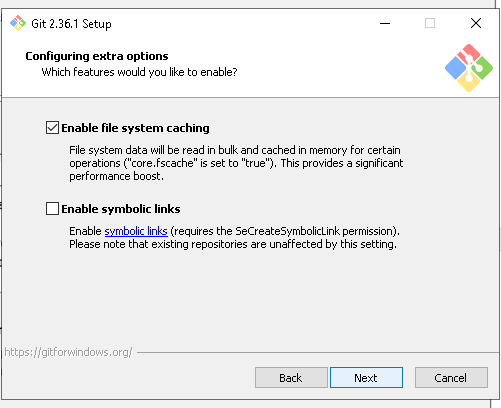 Git 2.36.1 Setup
Configuring extra options
Which features would you like to enable?
Enable file system caching
File system data will be read in bulk and cached in memory for certain
operations ("core.fscache" is set to "true"). This provides a significant
performance boost.
Enable symbolic links
Enable symbolic links (requires the SeCreateSymbolicLink permission).
Please note that existing repositories are unaffected by this setting.
https://gitforwindows.org/
Back Next Cancel